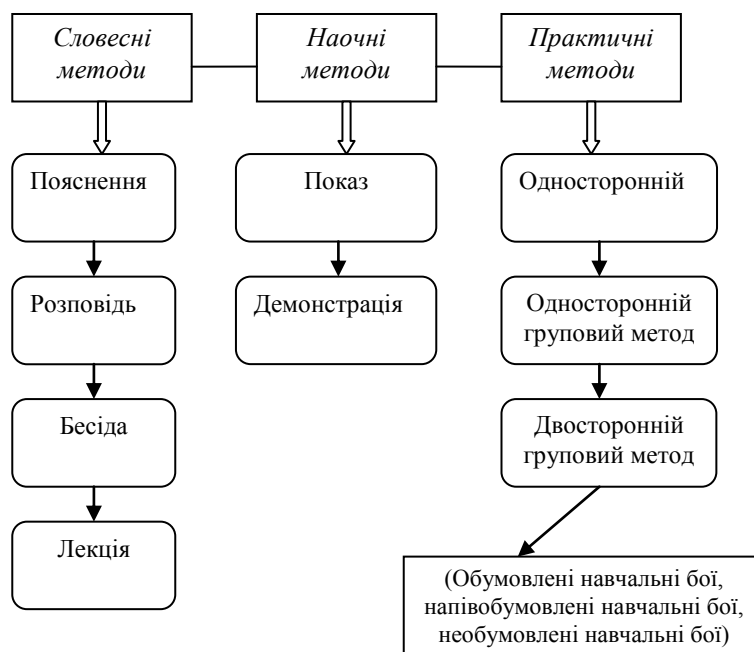 Словесні
методи
Наочні
методи
Практичні
методи
Пояснення
Показ
Односторонній
Розповідь
Демонстрація
Односторонній
груповий метод
Бесіда
Двосторонній
груповий метод
Лекція
(Обумовлені навчальні бої,
напівобумовлені навчальні бої,
необумовлені навчальні бої)